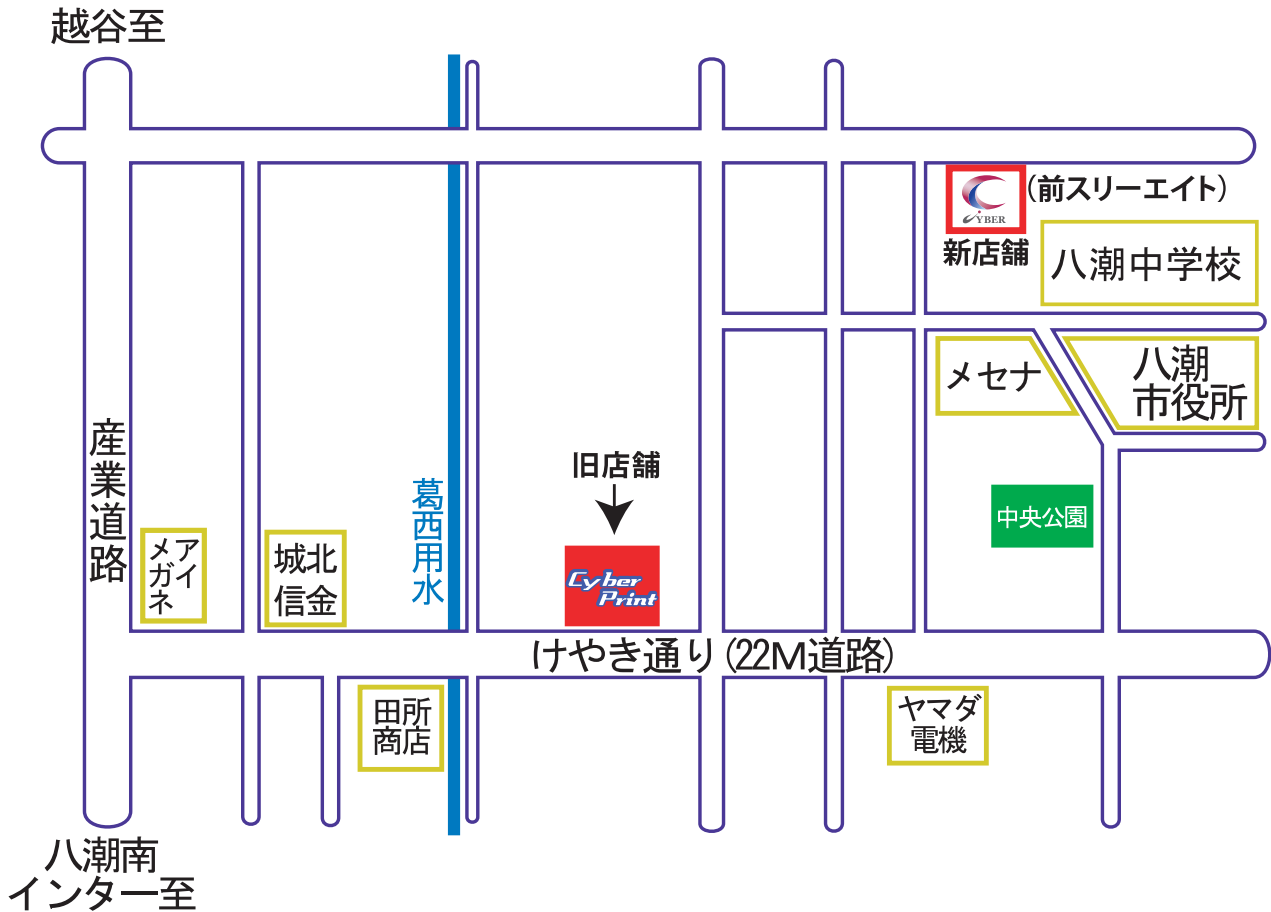 越谷至
CYBER
(前スリーエイト)
新店舗
八潮中学校
メセナ
八潮
市役所
産業道路
旧店舗
葛西用水
中央公園
アイ
メガネ
城北
信金
Cyber
Print
けやき通り(22M道路)
田所
商店
ヤマダ
電機
八潮南
インター至